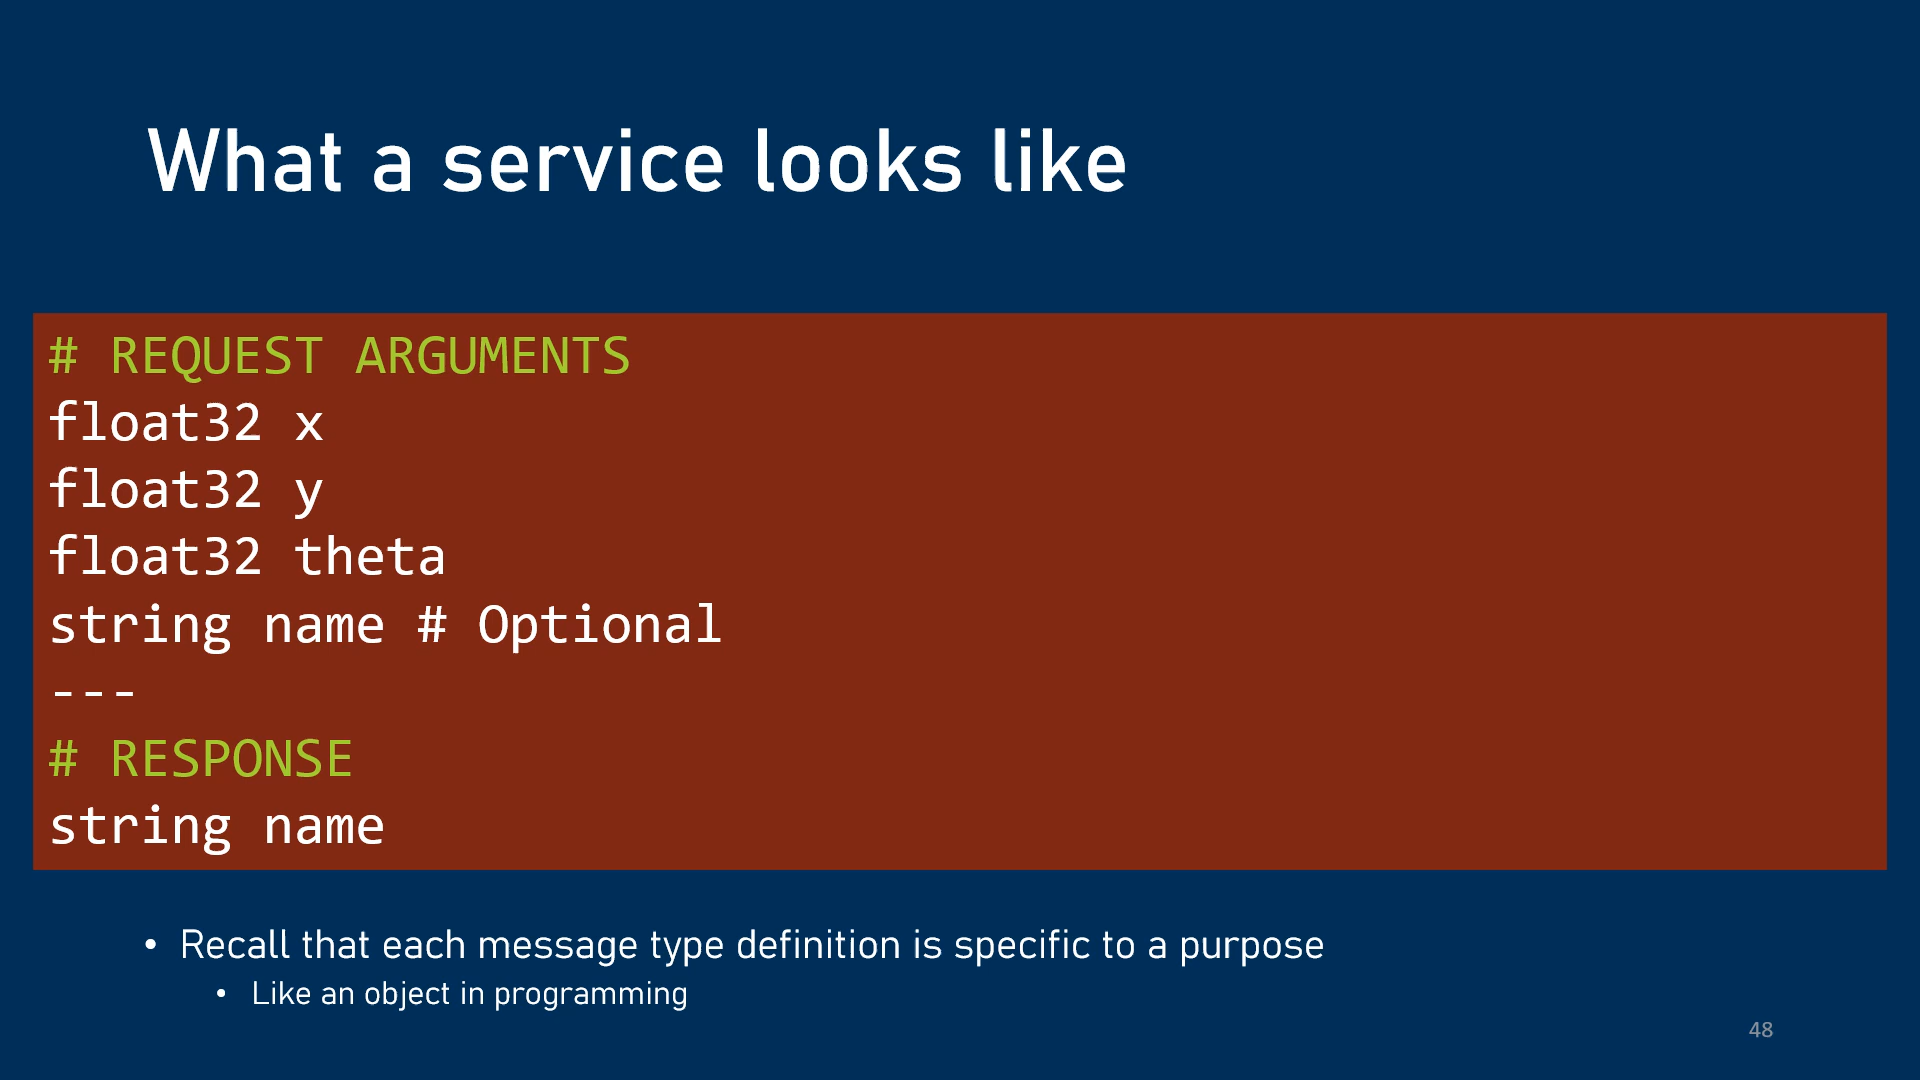 What a service looks like
# REQUEST ARGUMENTS
float32 x
float32 y
float32 theta
string name # Optional
---
# RESPONSE
string name
• Recall that each message type definition is specific to a purpose
• Like an object in programming
48